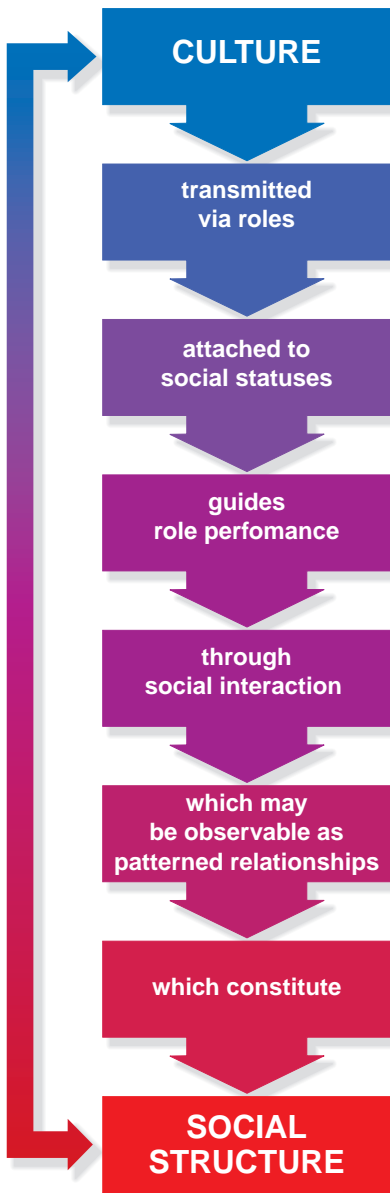 CULTURE
transmitted
via roles
attached to
social statuses
guides
role perfomance
through
social interaction
which may
be observable as
patterned relationships
which constitute
SOCIAL
STRUCTURE